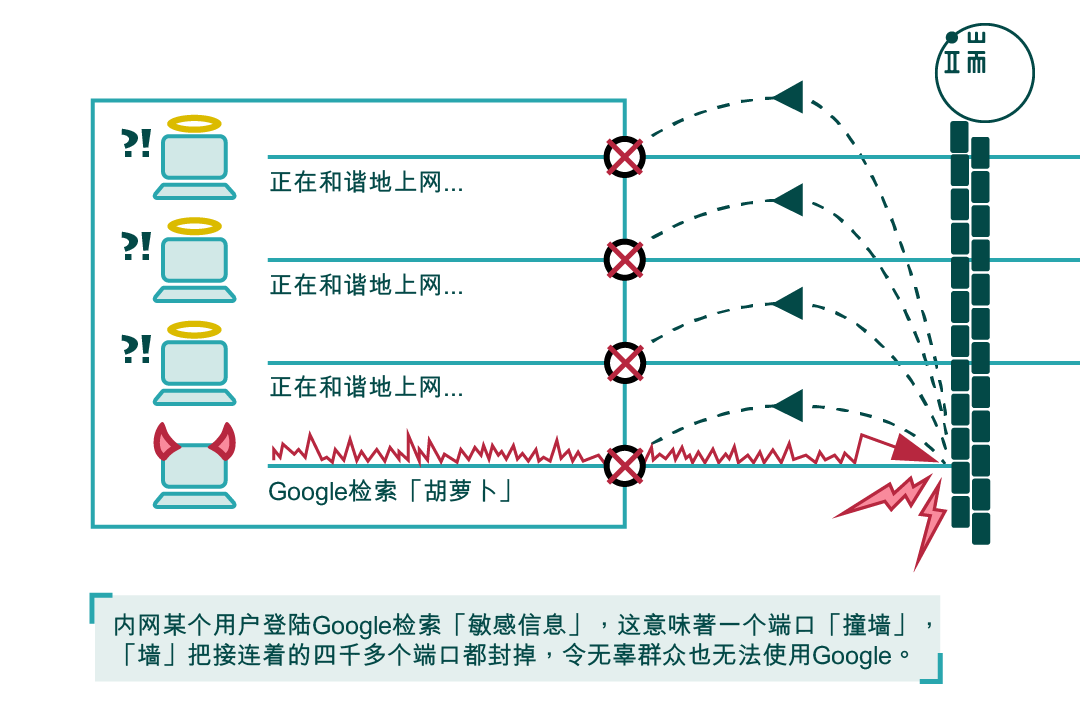 端
?!
正在和谐地上网...
?!
正在和谐地上网...
?!
正在和谐地上网...
Google检索「胡萝卜」
内网某个用户登陆Google检索「敏感信息」，这意味著一个端口「撞墙」，
「墙」把接连着的四千多个端口都封掉，令无辜群众也无法使用Google。